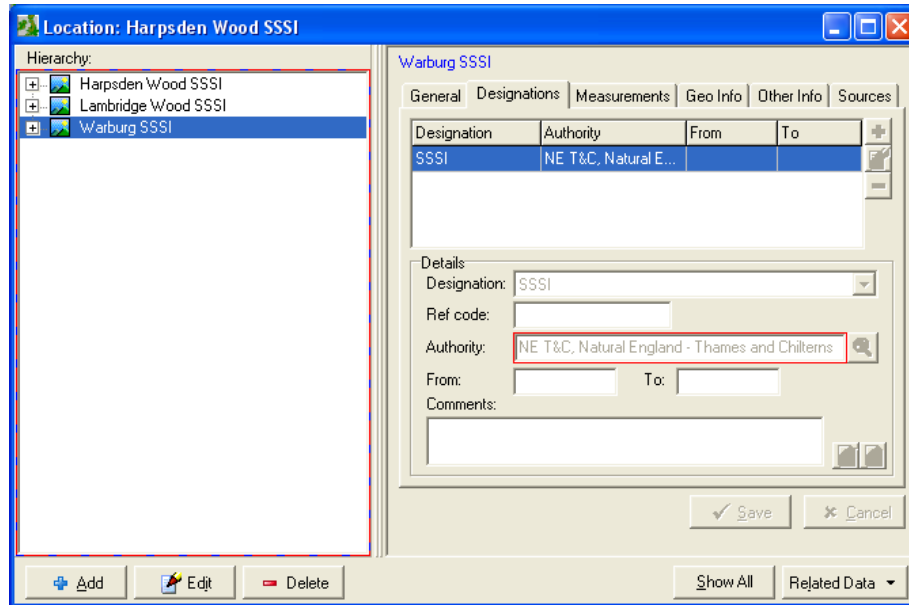 Location: Harpsden Wood SSSI
Hierarchy:
Harpsden Wood SSSI
Lambridge Wood SSSI
Warburg SSSI
Warburg SSSI
General Designations Measurements Geo Info Other Info Sources
Designation Authority From To
SSSI NE T&C, Natural E...
Details
Designation: SSSI
Ref code:
Authority: NE T&C, Natural England - Thames and Chilterns
From: To:
Comments:
Save Cancel
Add Edit Delete Show All Related Data